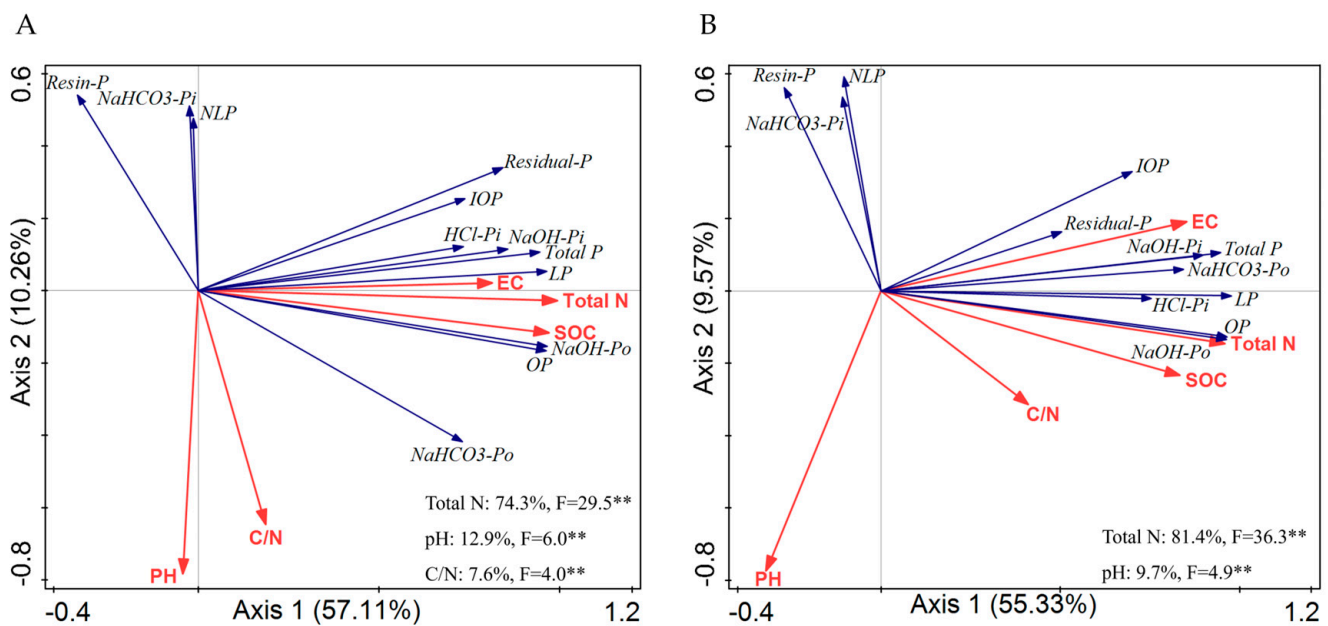 A
0.6
Axis 2 (10.26%)
-0.8
Resin-P
NaHCO3-Pi
NLP
Residual-P
IOP
HCl-Pi
NaOH-Pi
Total P
LP
EC
Total N
SOC
NaOH-Po
OP
NaHCO3-Po
C/N
PH
Total N: 74.3%, F=29.5**
pH: 12.9%, F=6.0**
C/N: 7.6%, F=4.0**
-0.4
Axis 1 (57.11%)
1.2
B
0.6
Axis 2 (9.57%)
-0.8
Resin-P
NLP
NaHCO3-Pi
IOP
Residual-P
EC
NaOH-Pi
Total P
NaHCO3-Po
HCl-Pi
LP
OP
Total N
NaOH-Po
SOC
C/N
PH
Total N: 81.4%, F=36.3**
pH: 9.7%, F=4.9**
-0.4
Axis 1 (55.33%)
1.2